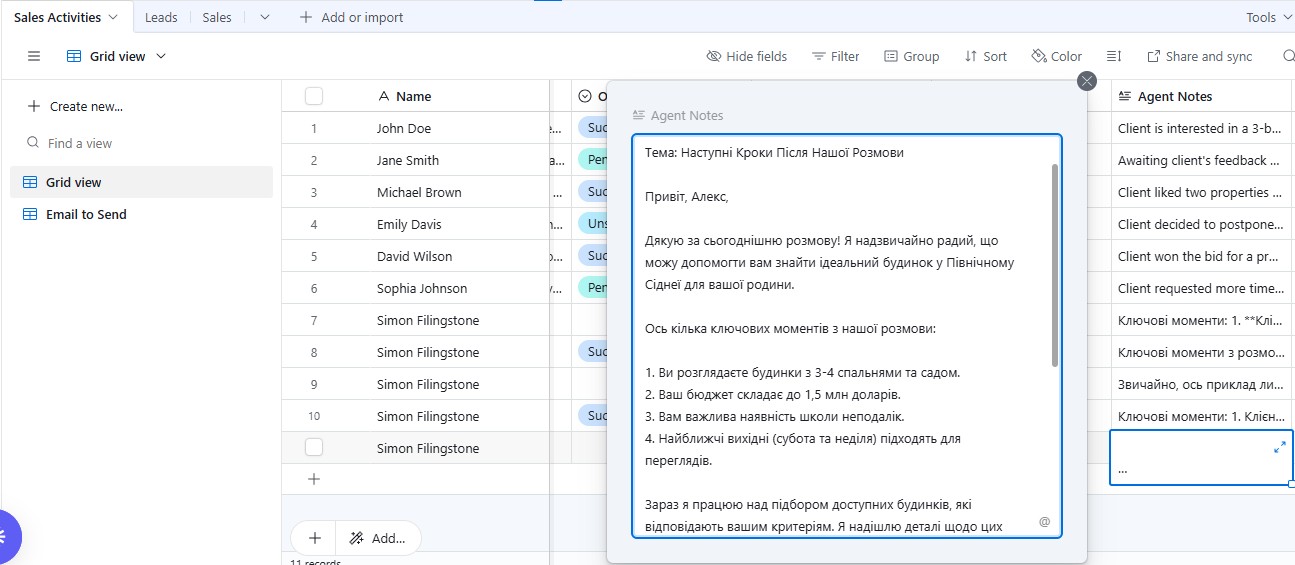 Sales Activities
Leads
Sales
Add or import
Tools
Grid view
Hide fields
Filter
Group
Sort
Color
Share and sync
Create new...
Find a view
Grid view
Email to Send
Name
O
Agent Notes
1 John Doe e... Suc Client is interested in a 3-b...
2 Jane Smith a... Pen Awaiting client's feedback ...
3 Michael Brown ... Suc Client liked two properties ...
4 Emily Davis n... Uns Client decided to postpone...
5 David Wilson o... Suc Client won the bid for a pr...
6 Sophia Johnson v... Pen Client requested more time...
7 Simon Filingstone Ключові моменти: 1. **Клі...
8 Simon Filingstone Suc Ключові моменти з розмо...
9 Simon Filingstone Звичайно, ось приклад ли...
10 Simon Filingstone Suc Ключові моменти: 1. Клієн...
Simon Filingstone ...
Agent Notes
Тема: Наступні Кроки Після Нашої Розмови
Привіт, Алекс,
Дякую за сьогоднішню розмову! Я надзвичайно радий, що
можу допомогти вам знайти ідеальний будинок у Північному
Сіднеї для вашої родини.
Ось кілька ключових моментів з нашої розмови:
1. Ви розглядаєте будинки з 3-4 спальнями та садом.
2. Ваш бюджет складає до 1,5 млн доларів.
3. Вам важлива наявність школи неподалік.
4. Найближчі вихідні (субота та неділя) підходять для
переглядів.
Зараз я працюю над підбором доступних будинків, які
відповідають вашим критеріям. Я надішлю деталі щодо цих
@
Add...
11 records